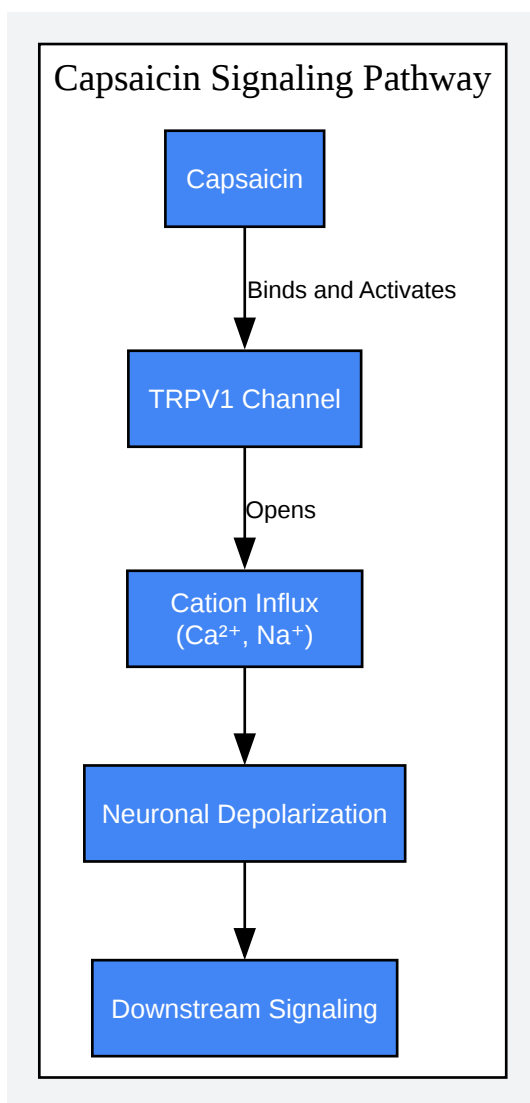 Capsaicin Signaling Pathway
Capsaicin
Binds and Activates
TRPV1 Channel
Opens
Cation Influx
(Ca²⁺, Na⁺)
Neuronal Depolarization
Downstream Signaling